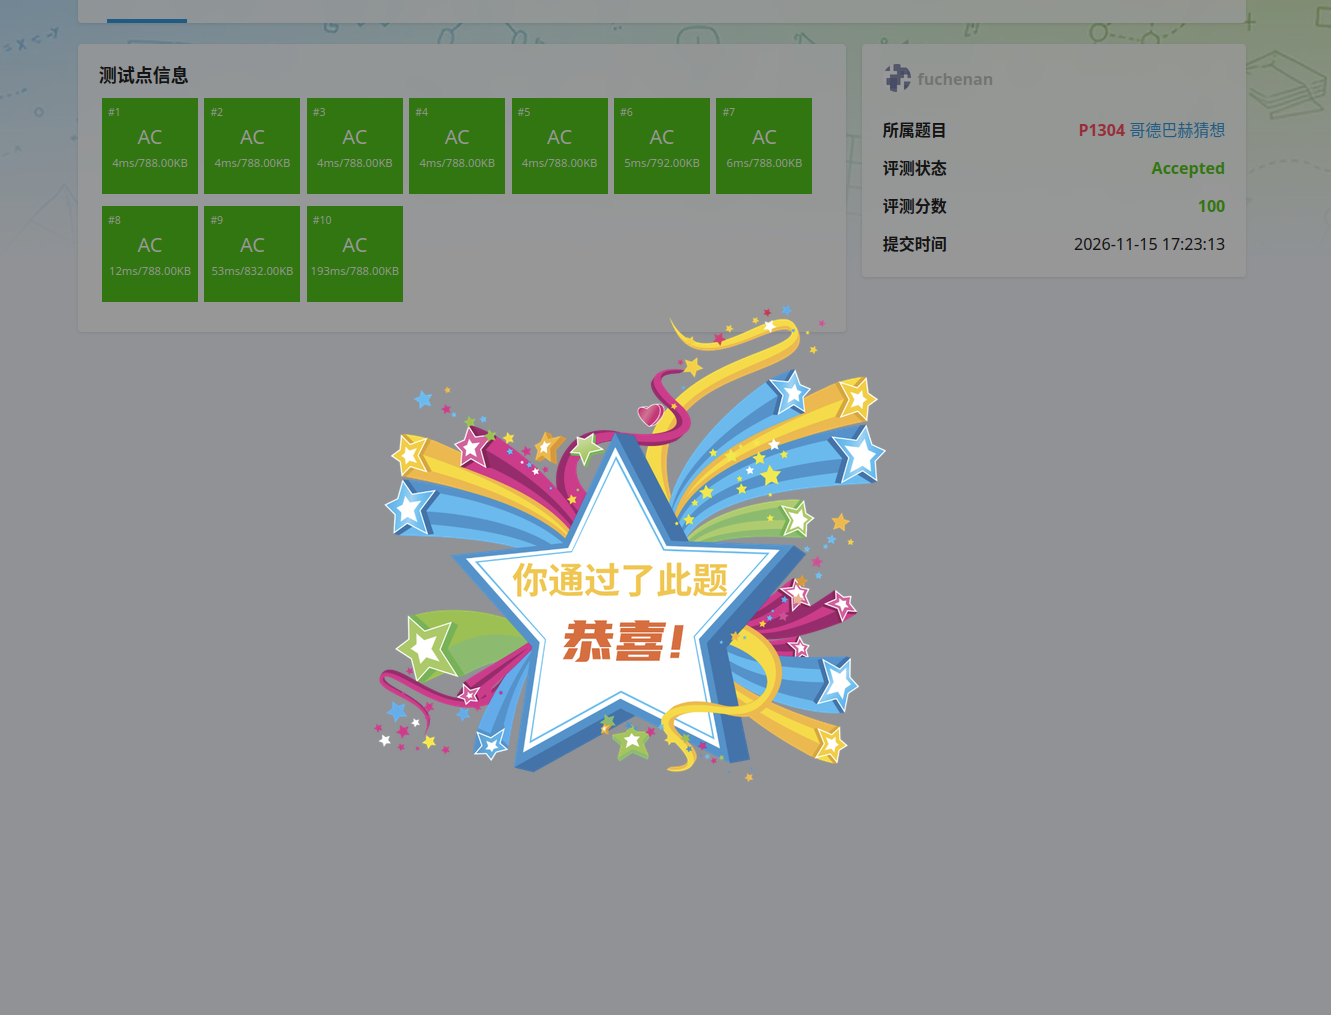 测试点信息
#1
AC
4ms/788.00KB
#2
AC
4ms/788.00KB
#3
AC
4ms/788.00KB
#4
AC
4ms/788.00KB
#5
AC
4ms/788.00KB
#6
AC
5ms/792.00KB
#7
AC
6ms/788.00KB
#8
AC
12ms/788.00KB
#9
AC
53ms/832.00KB
#10
AC
193ms/788.00KB
fuchenan
所属题目 P1304 哥德巴赫猜想
评测状态 Accepted
评测分数 100
提交时间 2026-11-15 17:23:13
你通过了此题
恭喜!